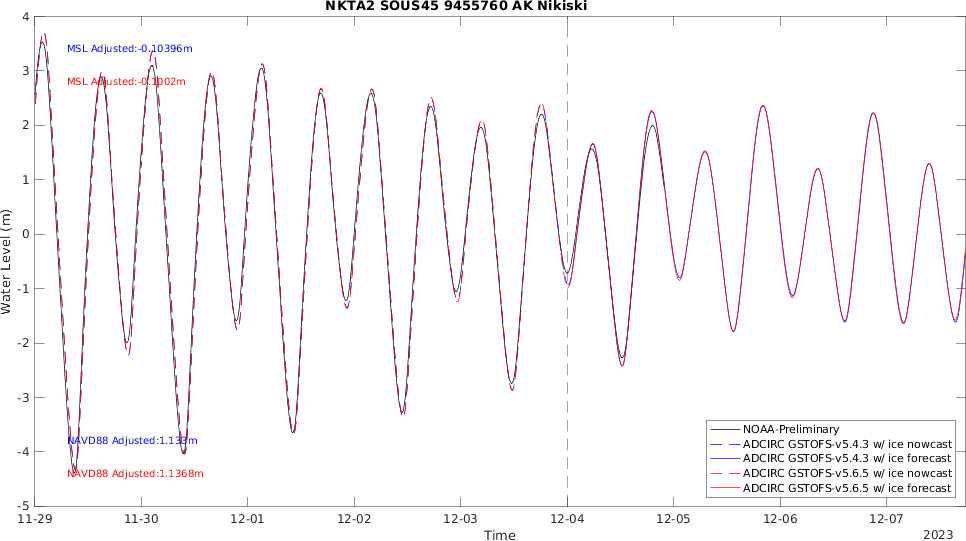 NKTA2 SOUS45 9455760 AK Nikiski
Water Level (m)
4
3
2
1
0
-1
-2
-3
-4
-5
MSL Adjusted:-0.10396m
MSL Adjusted:-0.1002m
NAVD88 Adjusted:1.133m
NAVD88 Adjusted:1.1368m
NOAA-Preliminary
ADCIRC GSTOFS-v5.4.3 w/ ice nowcast
ADCIRC GSTOFS-v5.4.3 w/ ice forecast
ADCIRC GSTOFS-v5.6.5 w/ ice nowcast
ADCIRC GSTOFS-v5.6.5 w/ ice forecast
11-29 11-30 12-01 12-02 12-03 12-04 12-05 12-06 12-07
Time
2023